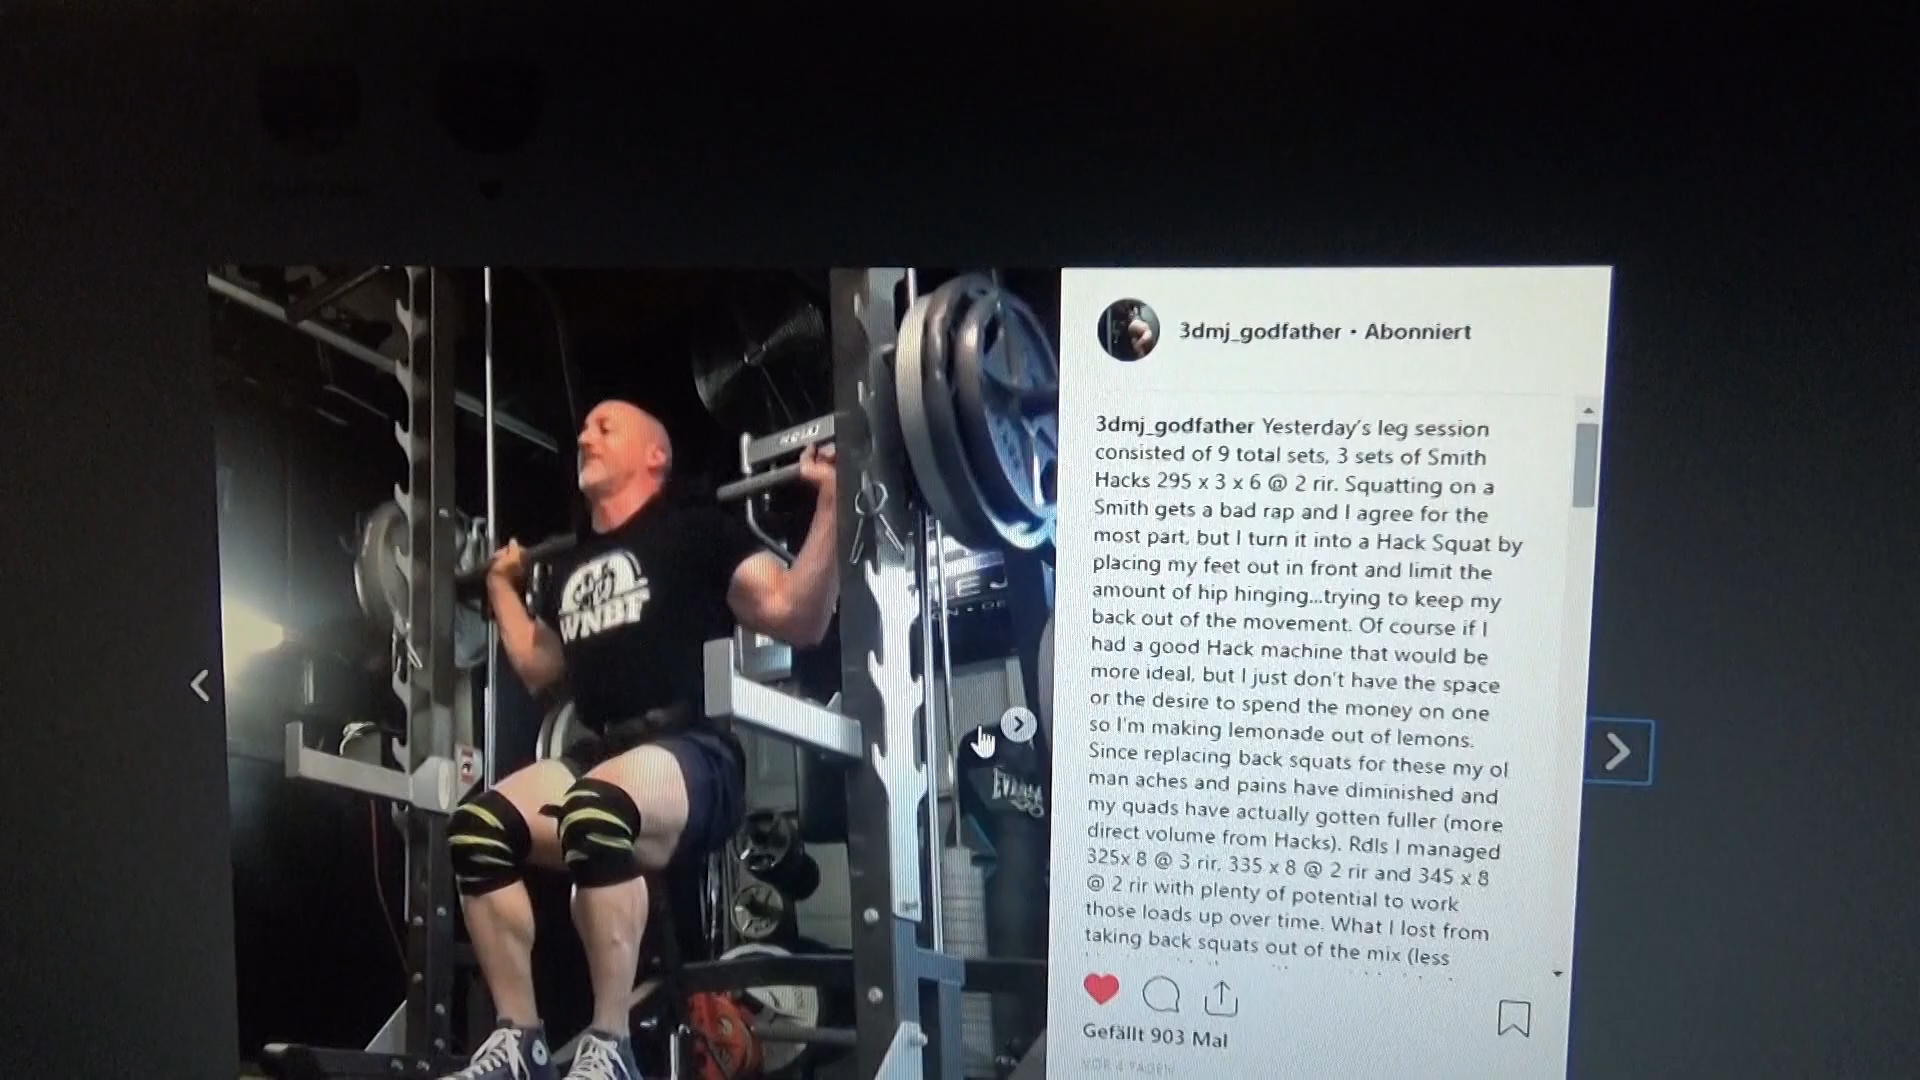 3dmj_godfather • Abonniert
3dmj_godfather Yesterday's leg session
consisted of 9 total sets, 3 sets of Smith
Hacks 295 x 3 x 6 @ 2 rir. Squatting on a
Smith gets a bad rap and I agree for the
most part, but I turn it into a Hack Squat by
placing my feet out in front and limit the
amount of hip hinging...trying to keep my
back out of the movement. Of course if I
had a good Hack machine that would be
more ideal, but I just don't have the space
or the desire to spend the money on one
so I'm making lemonade out of lemons.
Since replacing back squats for these my ol
man aches and pains have diminished and
my quads have actually gotten fuller (more
direct volume from Hacks). Rdls I managed
325x 8 @ 3 rir, 335 x 8 @ 2 rir and 345 x 8
@ 2 rir with plenty of potential to work
those loads up over time. What I lost from
taking back squats out of the mix (less
Gefällt 903 Mal
VOR 4 TAGEN
WNBF